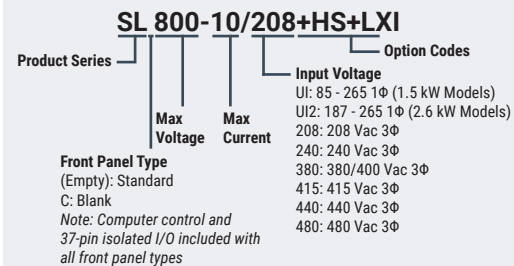 SL 800-10/208+HS+LXI
Product Series
Option Codes
Input Voltage
UI: 85 - 265 1Φ (1.5 kW Models)
UI2: 187 - 265 1Φ (2.6 kW Models)
208: 208 Vac 3Φ
240: 240 Vac 3Φ
380: 380/400 Vac 3Φ
415: 415 Vac 3Φ
440: 440 Vac 3Φ
480: 480 Vac 3Φ
Max
Voltage
Max
Current
Front Panel Type
(Empty): Standard
C: Blank
Note: Computer control and
37-pin isolated I/O included with
all front panel types